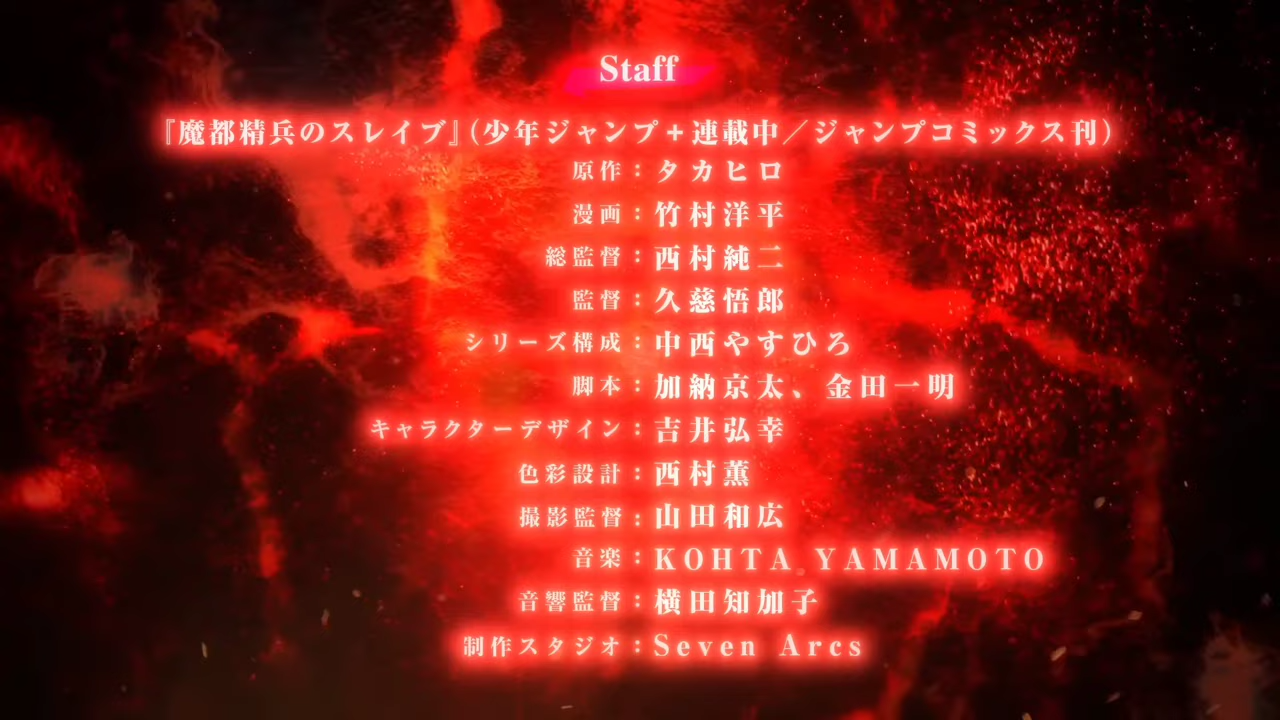 Staff
『魔都精兵のスレイブ』(少年ジャンプ+連載中／ジャンプコミックス刊)
原作：タカヒロ
漫画：竹村洋平
総監督：西村純二
監督：久慈悟郎
シリーズ構成：中西やすひろ
脚本：加納京太、金田一明
キャラクターデザイン：吉井弘幸
色彩設計：西村薫
撮影監督：山田和広
音楽：KOHTA YAMAMOTO
音響監督：横田知加子
制作スタジオ：Seven Arcs